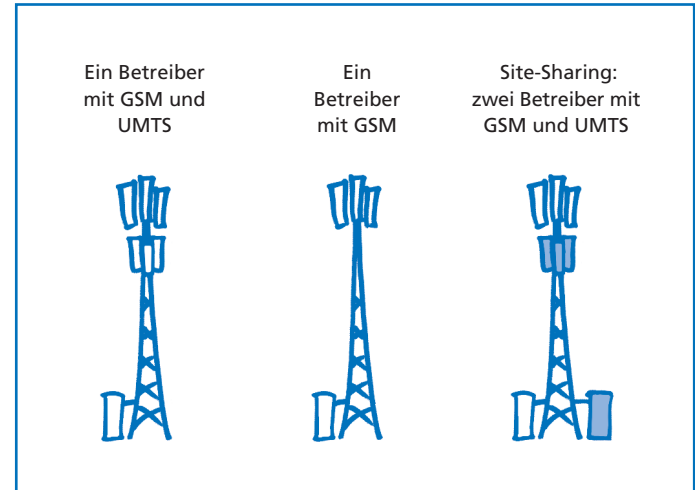 Ein Betreiber
mit GSM und
UMTS
Ein
Betreiber
mit GSM
Site-Sharing:
zwei Betreiber mit
GSM und UMTS